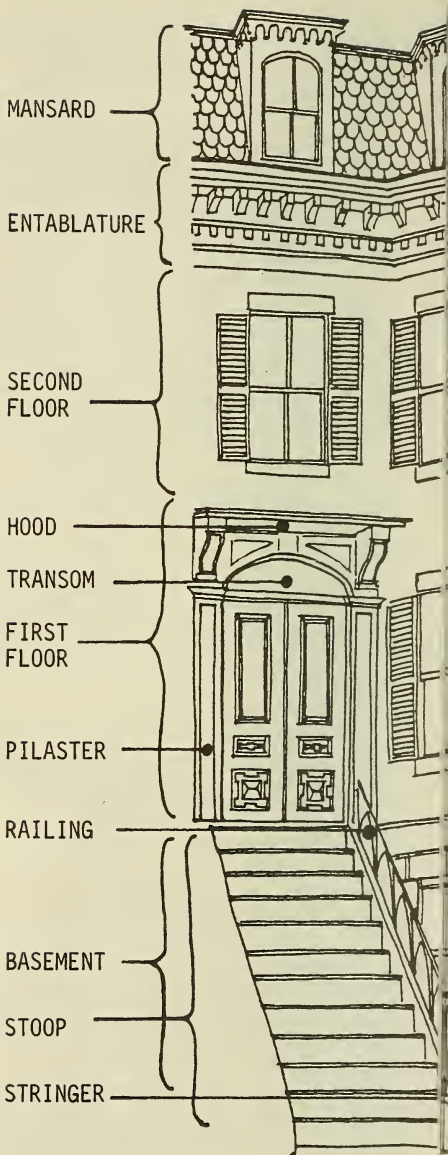 MANSARD
ENTABLATURE
SECOND
FLOOR
HOOD
TRANSOM
FIRST
FLOOR
PILASTER
RAILING
BASEMENT
STOOP
STRINGER